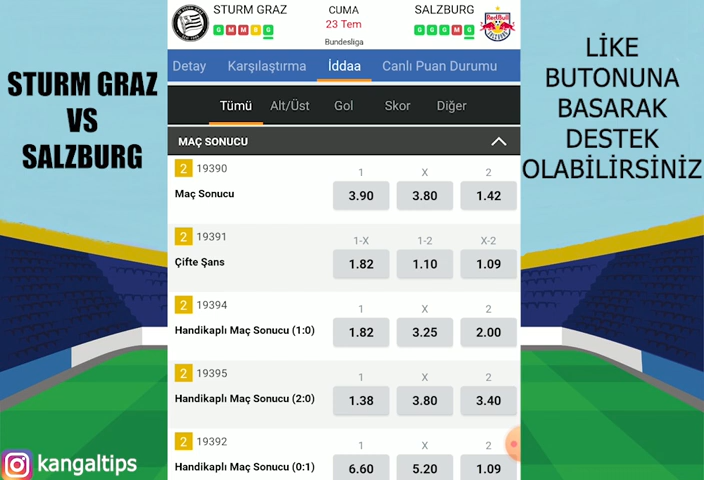 STURM GRAZ
VS
SALZBURG
STURM GRAZ
G M M B G
CUMA
23 Tem
Bundesliga
SALZBURG
G G G M G
Detay Karşılaştırma İddaa Canlı Puan Durumu
Tümü Alt/Üst Gol Skor Diğer
MAÇ SONUCU
2 19390 1 X 2
Maç Sonucu 3.90 3.80 1.42
2 19391 1-X 1-2 X-2
Çifte Şans 1.82 1.10 1.09
2 19394 1 X 2
Handikaplı Maç Sonucu (1:0) 1.82 3.25 2.00
2 19395 1 X 2
Handikaplı Maç Sonucu (2:0) 1.38 3.80 3.40
2 19392 1 X 2
Handikaplı Maç Sonucu (0:1) 6.60 5.20 1.09
LİKE
BUTONUNA
BASARAK
DESTEK
OLABİLİRSİNİZ
kangaltips